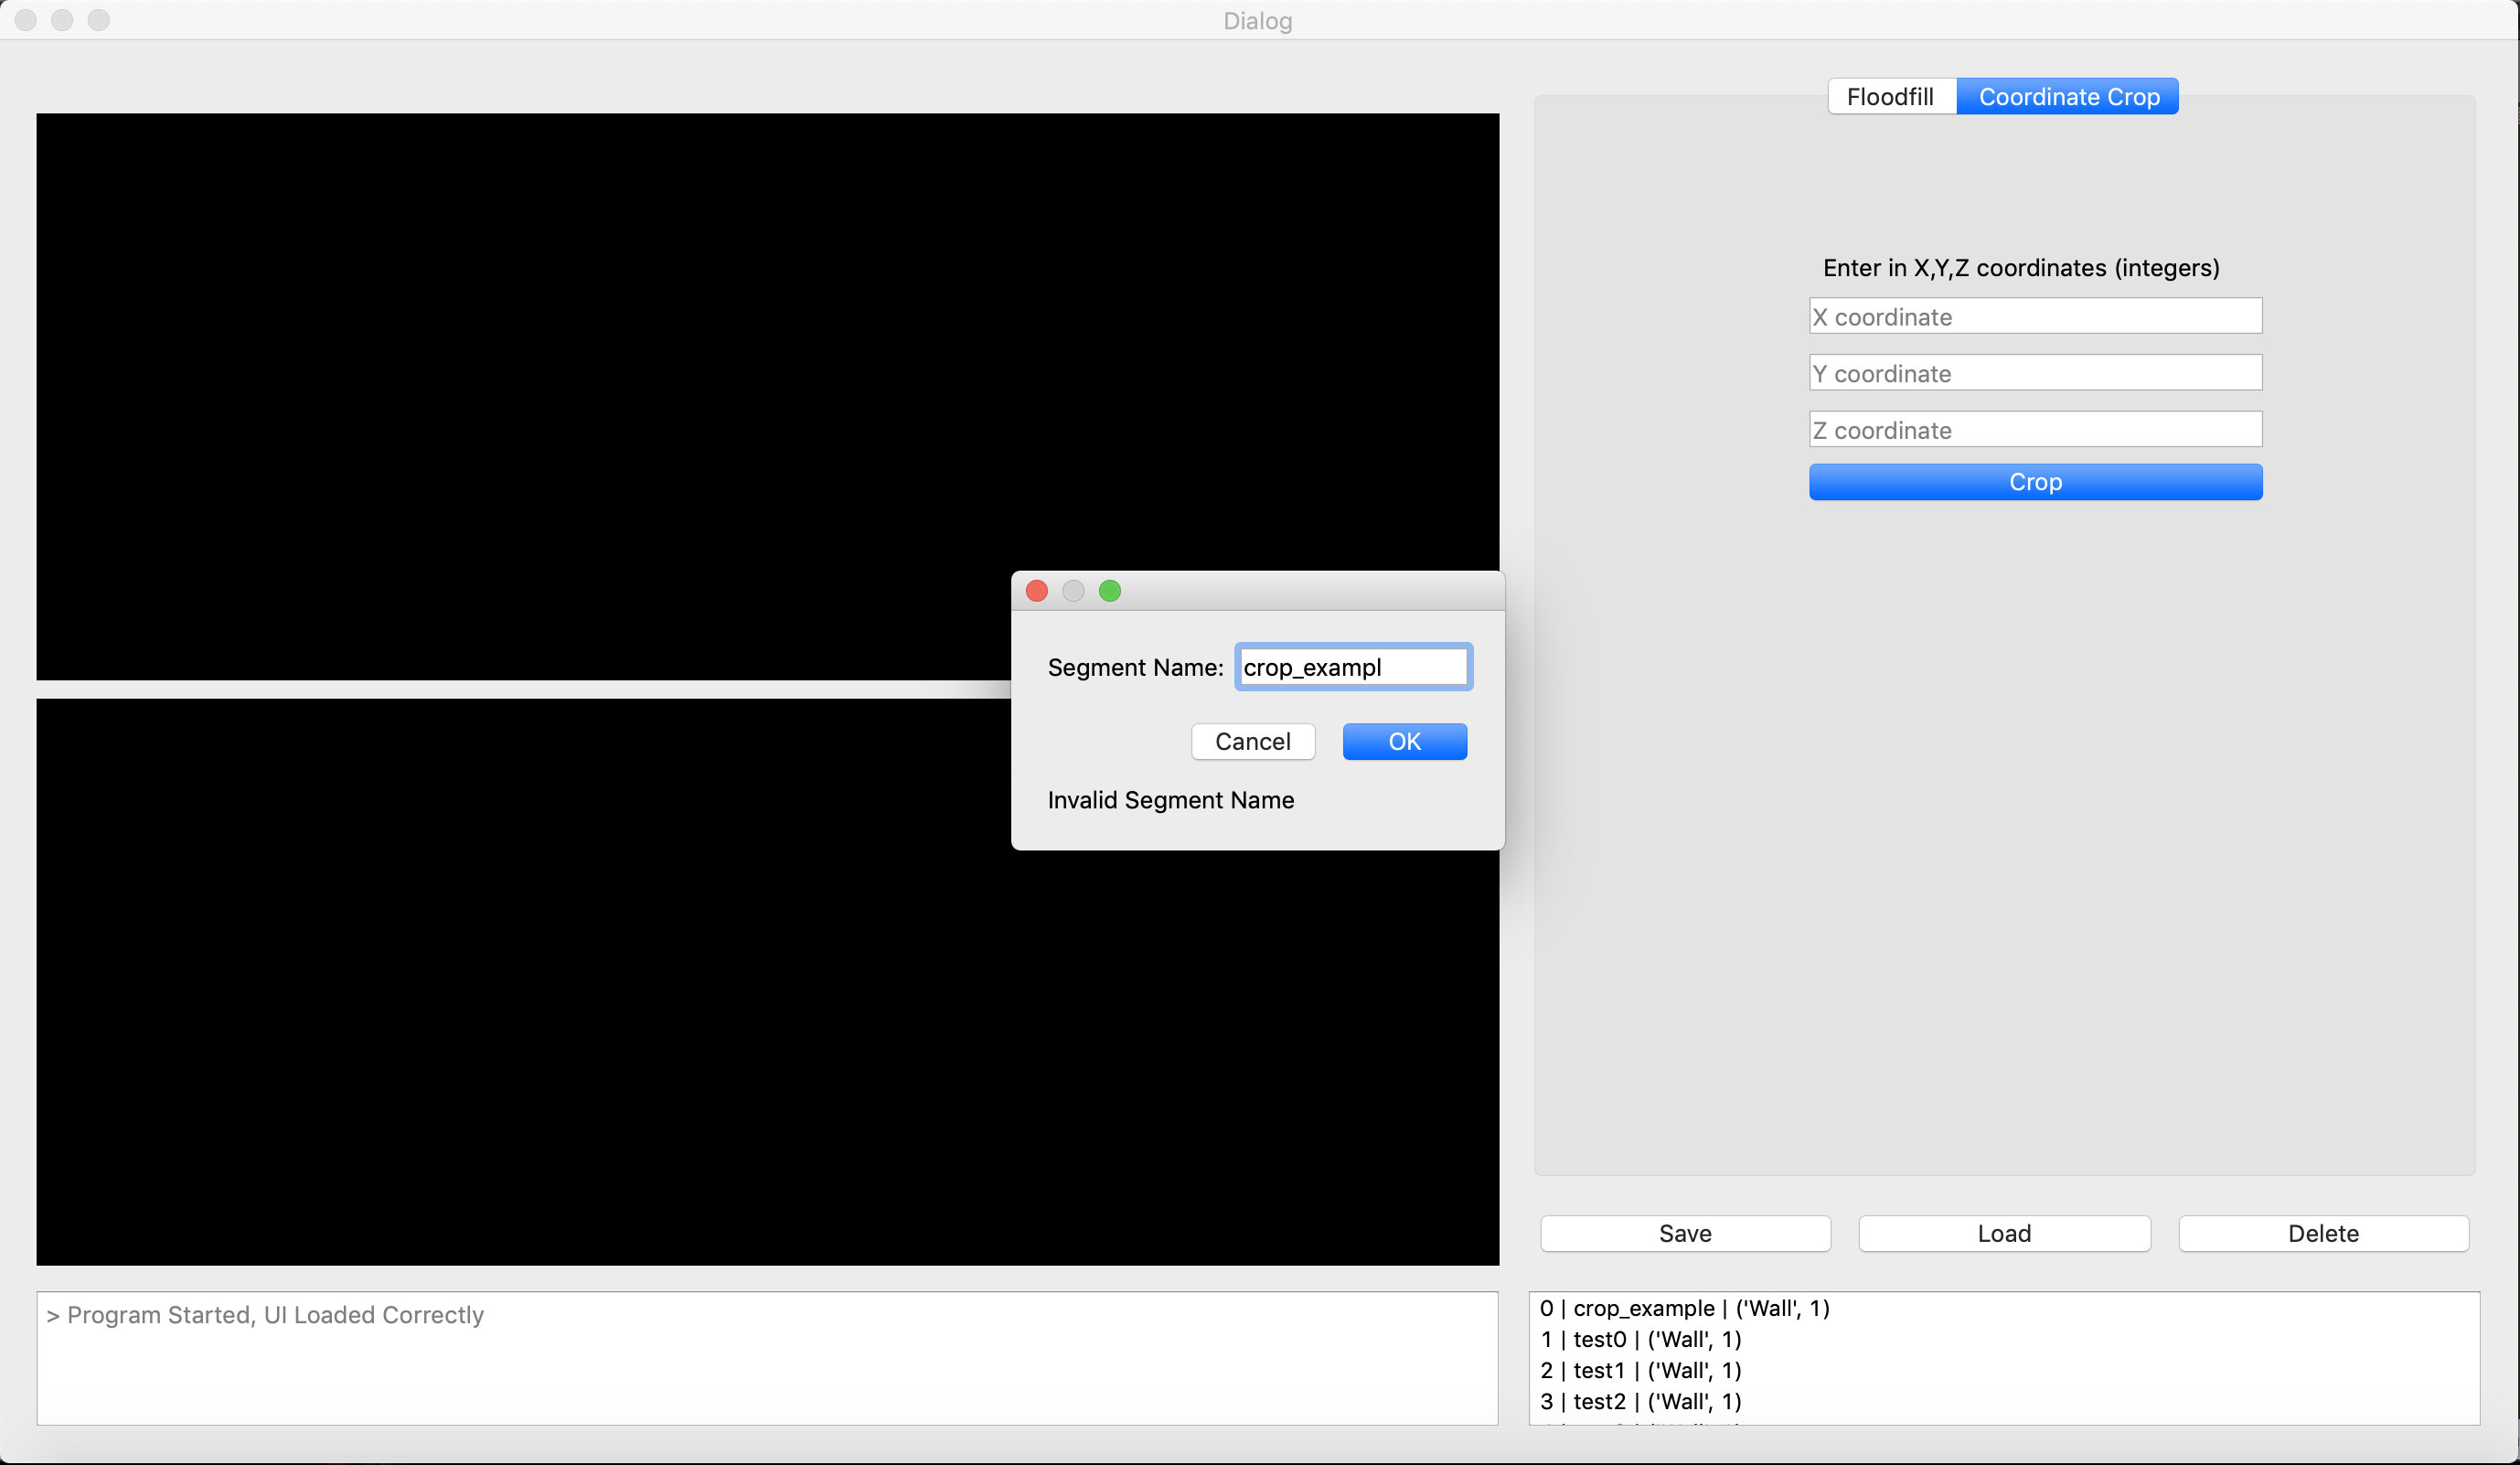 Dialog
Floodfill
Coordinate Crop
Enter in X,Y,Z coordinates (integers)
X coordinate
Y coordinate
Z coordinate
Crop
Segment Name: crop_exampl
Cancel
OK
Invalid Segment Name
Save
Load
Delete
> Program Started, UI Loaded Correctly
0 | crop_example | ('Wall', 1)
1 | test0 | ('Wall', 1)
2 | test1 | ('Wall', 1)
3 | test2 | ('Wall', 1)